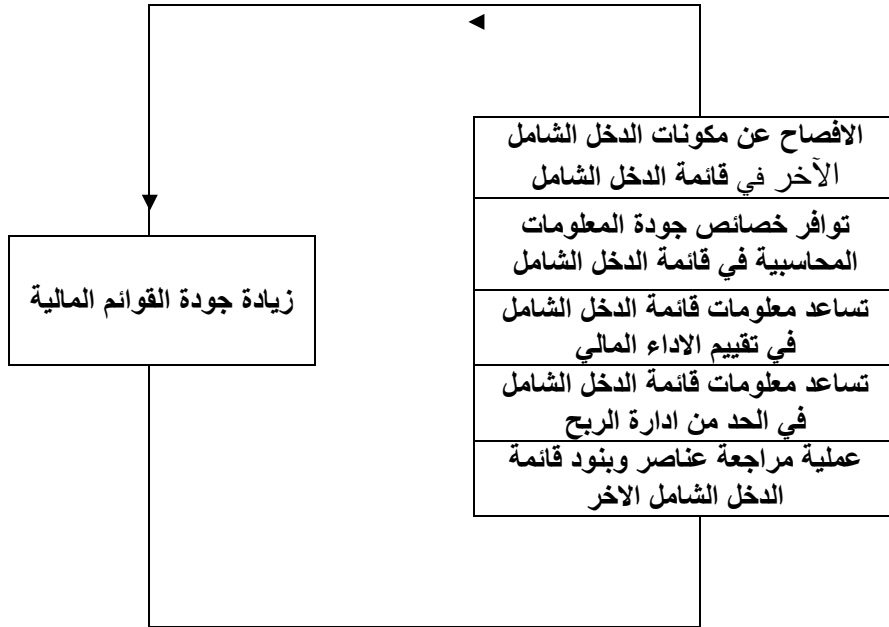 الافصاح عن مكونات الدخل الشامل
الآخر في قائمة الدخل الشامل
توافر خصائص جودة المعلومات
المحاسبية في قائمة الدخل الشامل
تساعد معلومات قائمة الدخل الشامل
في تقييم الاداء المالي
تساعد معلومات قائمة الدخل الشامل
في الحد من ادارة الربح
عملية مراجعة عناصر وبنود قائمة
الدخل الشامل الاخر
زيادة جودة القوائم المالية